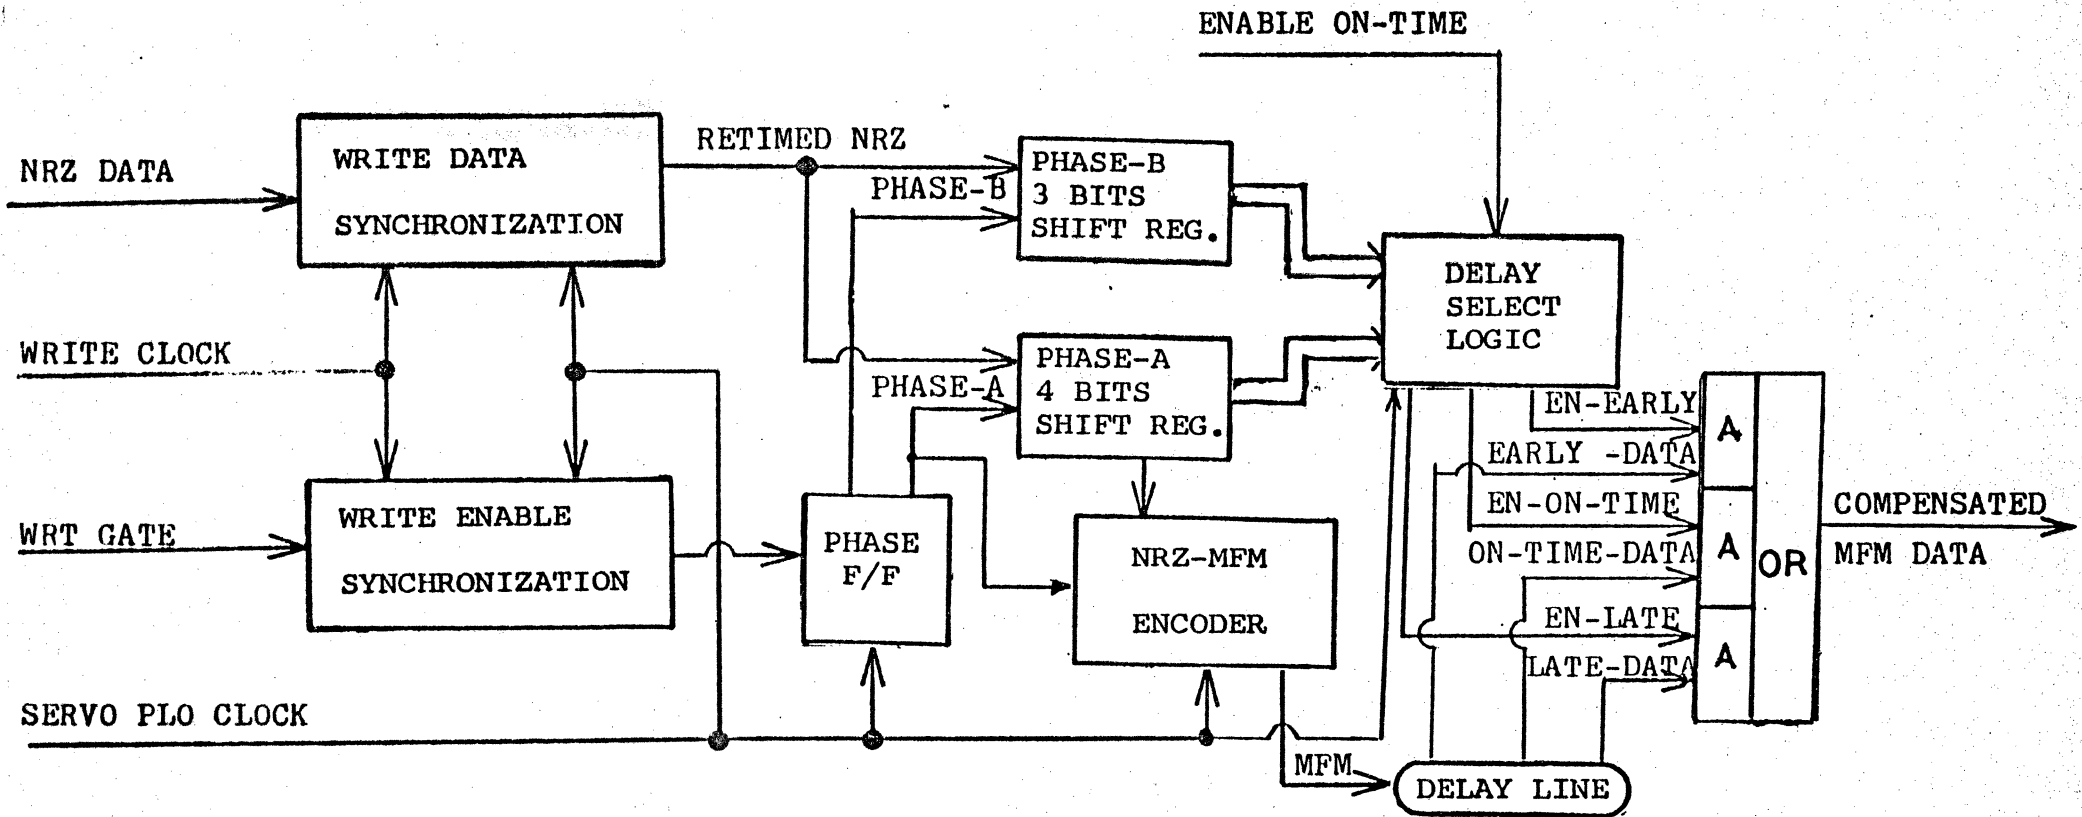 ENABLE ON-TIME
NRZ DATA
WRITE DATA
SYNCHRONIZATION
RETIMED NRZ
PHASE-B
PHASE-B
3 BITS
SHIFT REG.
DELAY
SELECT
LOGIC
WRITE CLOCK
PHASE-A
PHASE-A
4 BITS
SHIFT REG.
WRT GATE
WRITE ENABLE
SYNCHRONIZATION
PHASE
F/F
NRZ-MFM
ENCODER
EN-EARLY
EARLY -DATA
EN-ON-TIME
ON-TIME-DATA
EN-LATE
LATE-DATA
A
A
A
OR
COMPENSATED
MFM DATA
SERVO PLO CLOCK
MFM
DELAY LINE